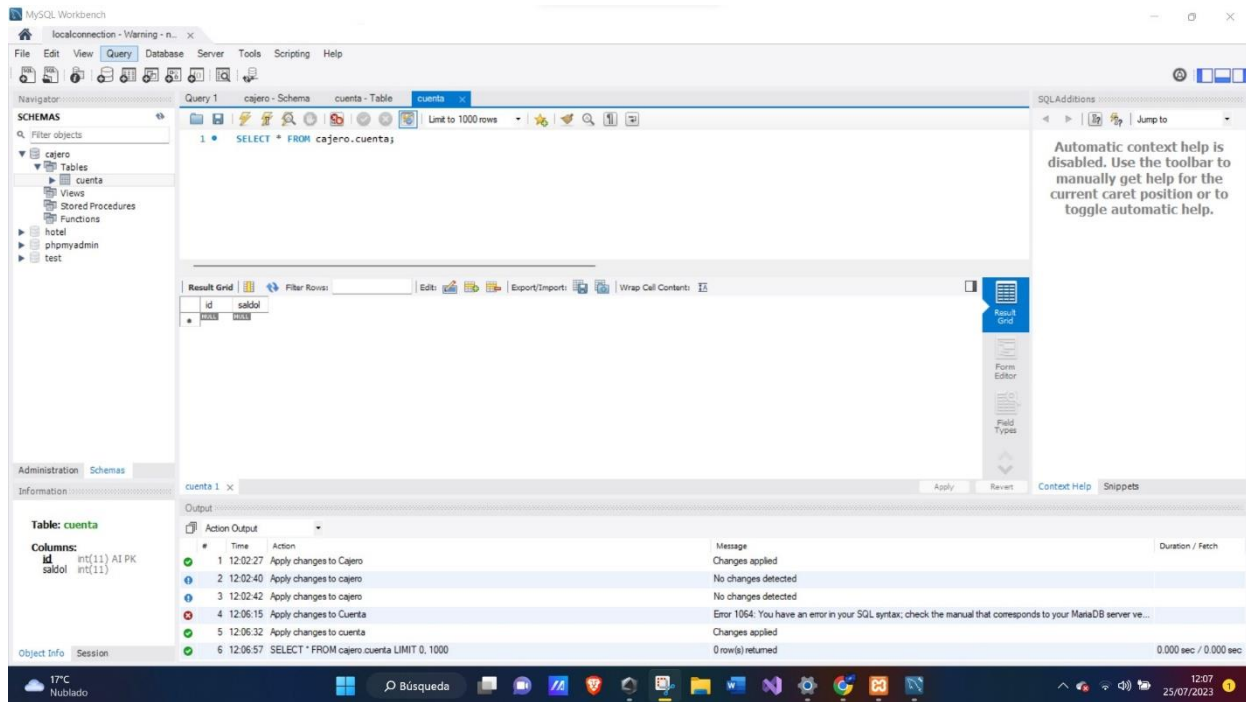 MySQL Workbench
localconnection - Warning - n... x
File Edit View Query Database Server Tools Scripting Help
Navigator
SCHEMAS
Filter objects
cajero
Tables
cuenta
Views
Stored Procedures
Functions
hotel
phpmyadmin
test
Administration Schemas
Information
Table: cuenta
Columns:
id int(11) AI PK
saldol int(11)
Object Info Session
Query 1 cajero - Schema cuenta - Table cuenta x
Limit to 1000 rows
1 SELECT * FROM cajero.cuenta;
Result Grid Filter Rows: Edit: Export/Import: Wrap Cell Content:
id saldol
NULL NULL
Result Grid
Form Editor
Field Types
cuenta 1 x Apply Revert
SQLAdditions
Jump to
Automatic context help is
disabled. Use the toolbar to
manually get help for the
current caret position or to
toggle automatic help.
Context Help Snippets
Output
Action Output
# Time Action Message Duration / Fetch
1 12:02:27 Apply changes to Cajero Changes applied
2 12:02:40 Apply changes to cajero No changes detected
3 12:02:42 Apply changes to cajero No changes detected
4 12:06:15 Apply changes to Cuenta Error 1064: You have an error in your SQL syntax; check the manual that corresponds to your MariaDB server ve...
5 12:06:32 Apply changes to cuenta Changes applied
6 12:06:57 SELECT * FROM cajero.cuenta LIMIT 0, 1000 0 row(s) returned 0.000 sec / 0.000 sec
17°C
Nublado
Búsqueda
12:07
25/07/2023
1